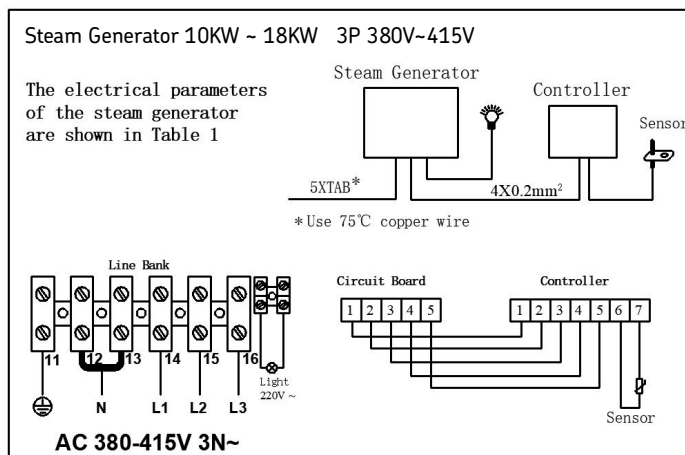 Steam Generator 10KW ~ 18KW 3P 380V~415V
The electrical parameters
of the steam generator
are shown in Table 1
Steam Generator
Controller
Sensor
5XTAB*
4X0.2mm²
*Use 75℃ copper wire
Line Bank
11 12 13 14 15 16
N L1 L2 L3
Light
220V ~
AC 380-415V 3N~
Circuit Board
1 2 3 4 5
Controller
1 2 3 4 5 6 7
Sensor